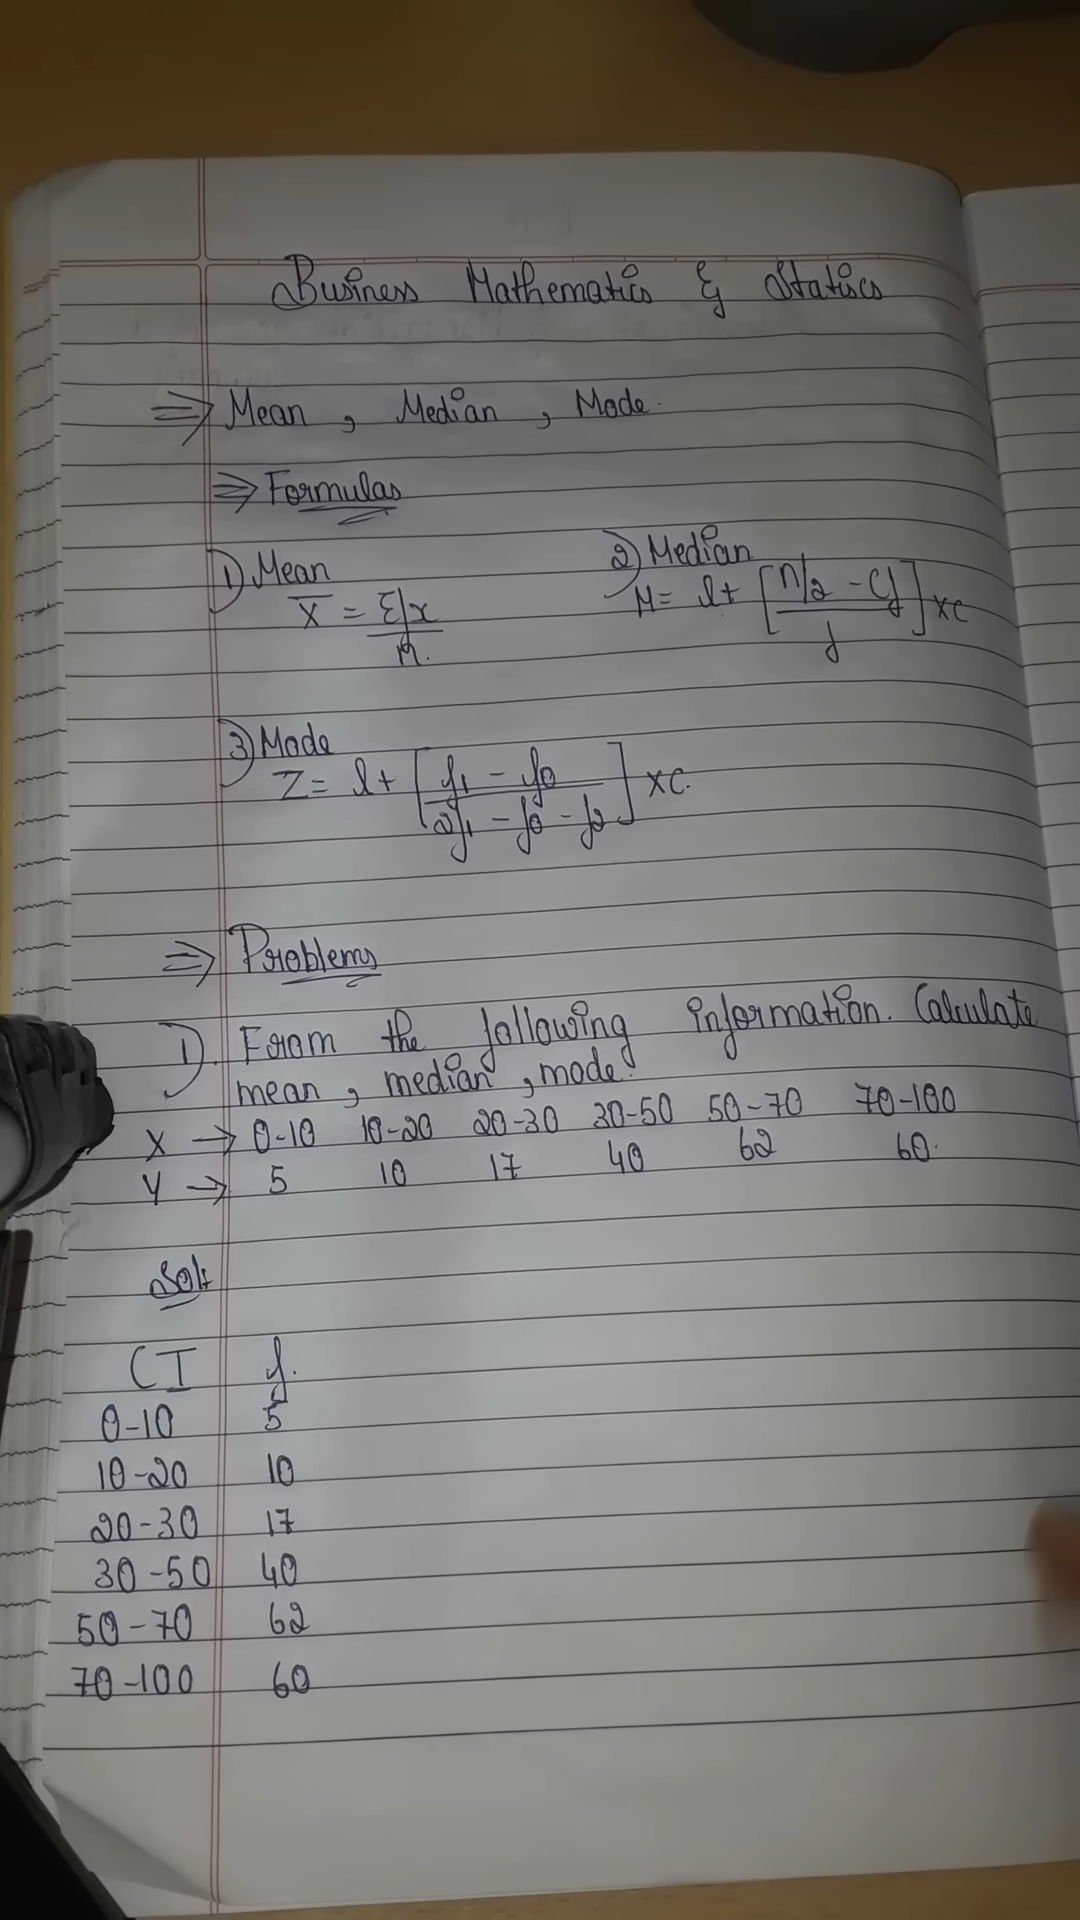 Business Mathematics & Statiscs
⇒ Mean, Median, Mode.
⇒ Formulas
1) Mean 2) Median
X̄ = Σfx / n. M = l + [n/2 - cf / f] × c
3) Mode
Z = l + [f1 - f0 / 2f1 - f0 - f2] × c.
⇒ Problems
1). From the following information. Calculate
mean, median, mode.
X → 0-10 10-20 20-30 30-50 50-70 70-100
Y → 5 10 17 40 62 60.
Sol:
CI f.
0-10 5
10-20 10
20-30 17
30-50 40
50-70 62
70-100 60